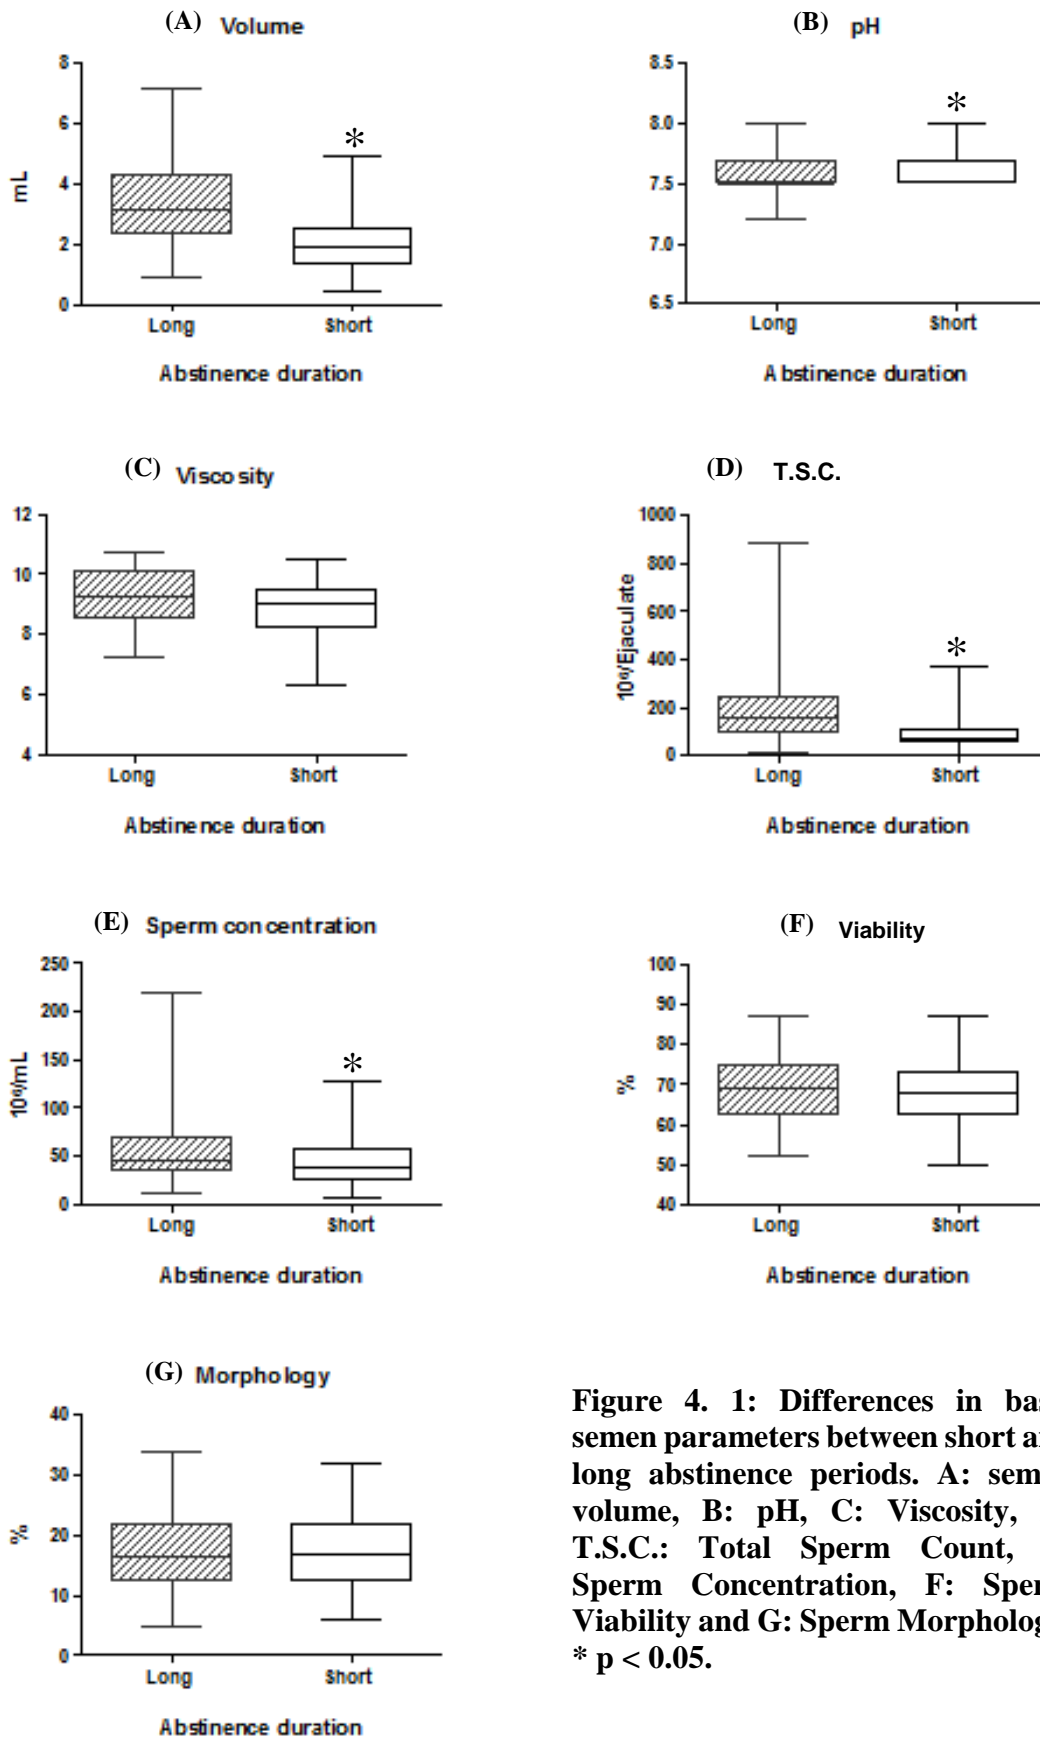 (A) Volume
8
6
4
2
0
mL
Long Short
Abstinence duration
(B) pH
8.5
8.0
7.5
7.0
6.5
*
Long Short
Abstinence duration
(C) Viscosity
12
10
8
6
4
Long Short
Abstinence duration
(D) T.S.C.
1000
800
600
400
200
0
10⁶/Ejaculate
*
Long Short
Abstinence duration
(E) Sperm concentration
250
200
150
100
50
0
10⁶/mL
*
Long Short
Abstinence duration
(F) Viability
100
90
80
70
60
50
40
%
Long Short
Abstinence duration
(G) Morphology
40
30
20
10
0
%
Long Short
Abstinence duration
Figure 4. 1: Differences in
semen parameters between short
long abstinence periods. A:
volume, B: pH, C: Viscosity,
T.S.C.: Total Sperm Count,
Sperm Concentration, F:
Viability and G: Sperm
* p < 0.05.